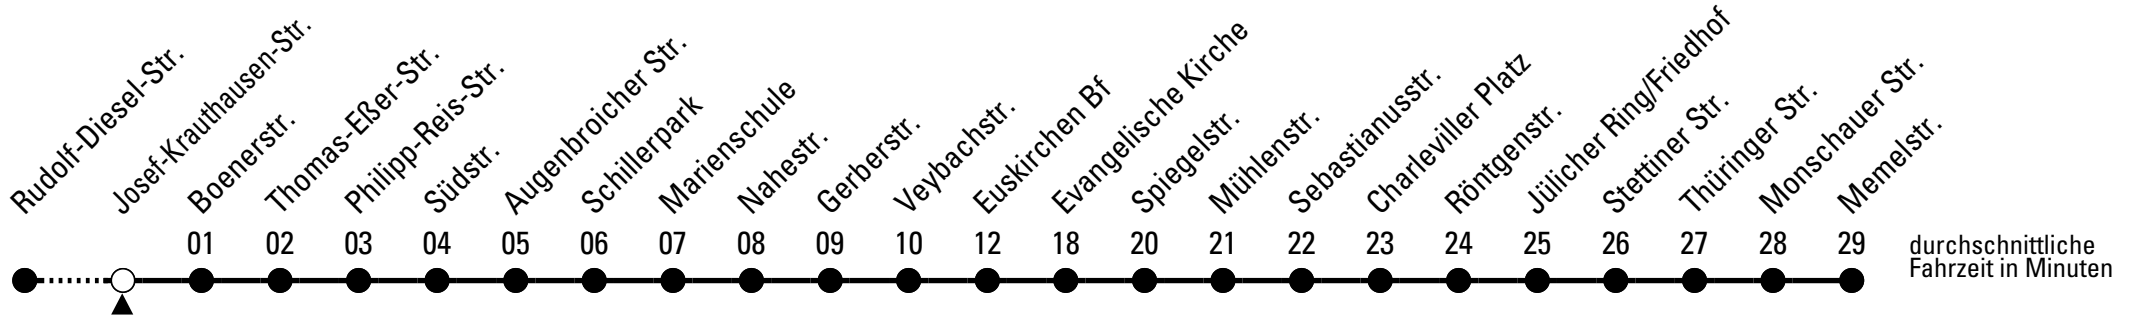 Rudolf-Diesel-Str.
Josef-Krauthausen-Str.
Boenerstr.
Thomas-Eßer-Str.
Philipp-Reis-Str.
Südstr.
Augenbroicher Str.
Schillerpark
Marienschule
Nahestr.
Gerberstr.
Veybachstr.
Euskirchen Bf
Evangelische Kirche
Spiegelstr.
Mühlenstr.
Sebastianusstr.
Charleviller Platz
Röntgenstr.
Jülicher Ring/Friedhof
Stettiner Str.
Thüringer Str.
Monschauer Str.
Memelstr.
01 02 03 04 05 06 07 08 09 10 12 18 20 21 22 23 24 25 26 27 28 29
durchschnittliche
Fahrzeit in Minuten